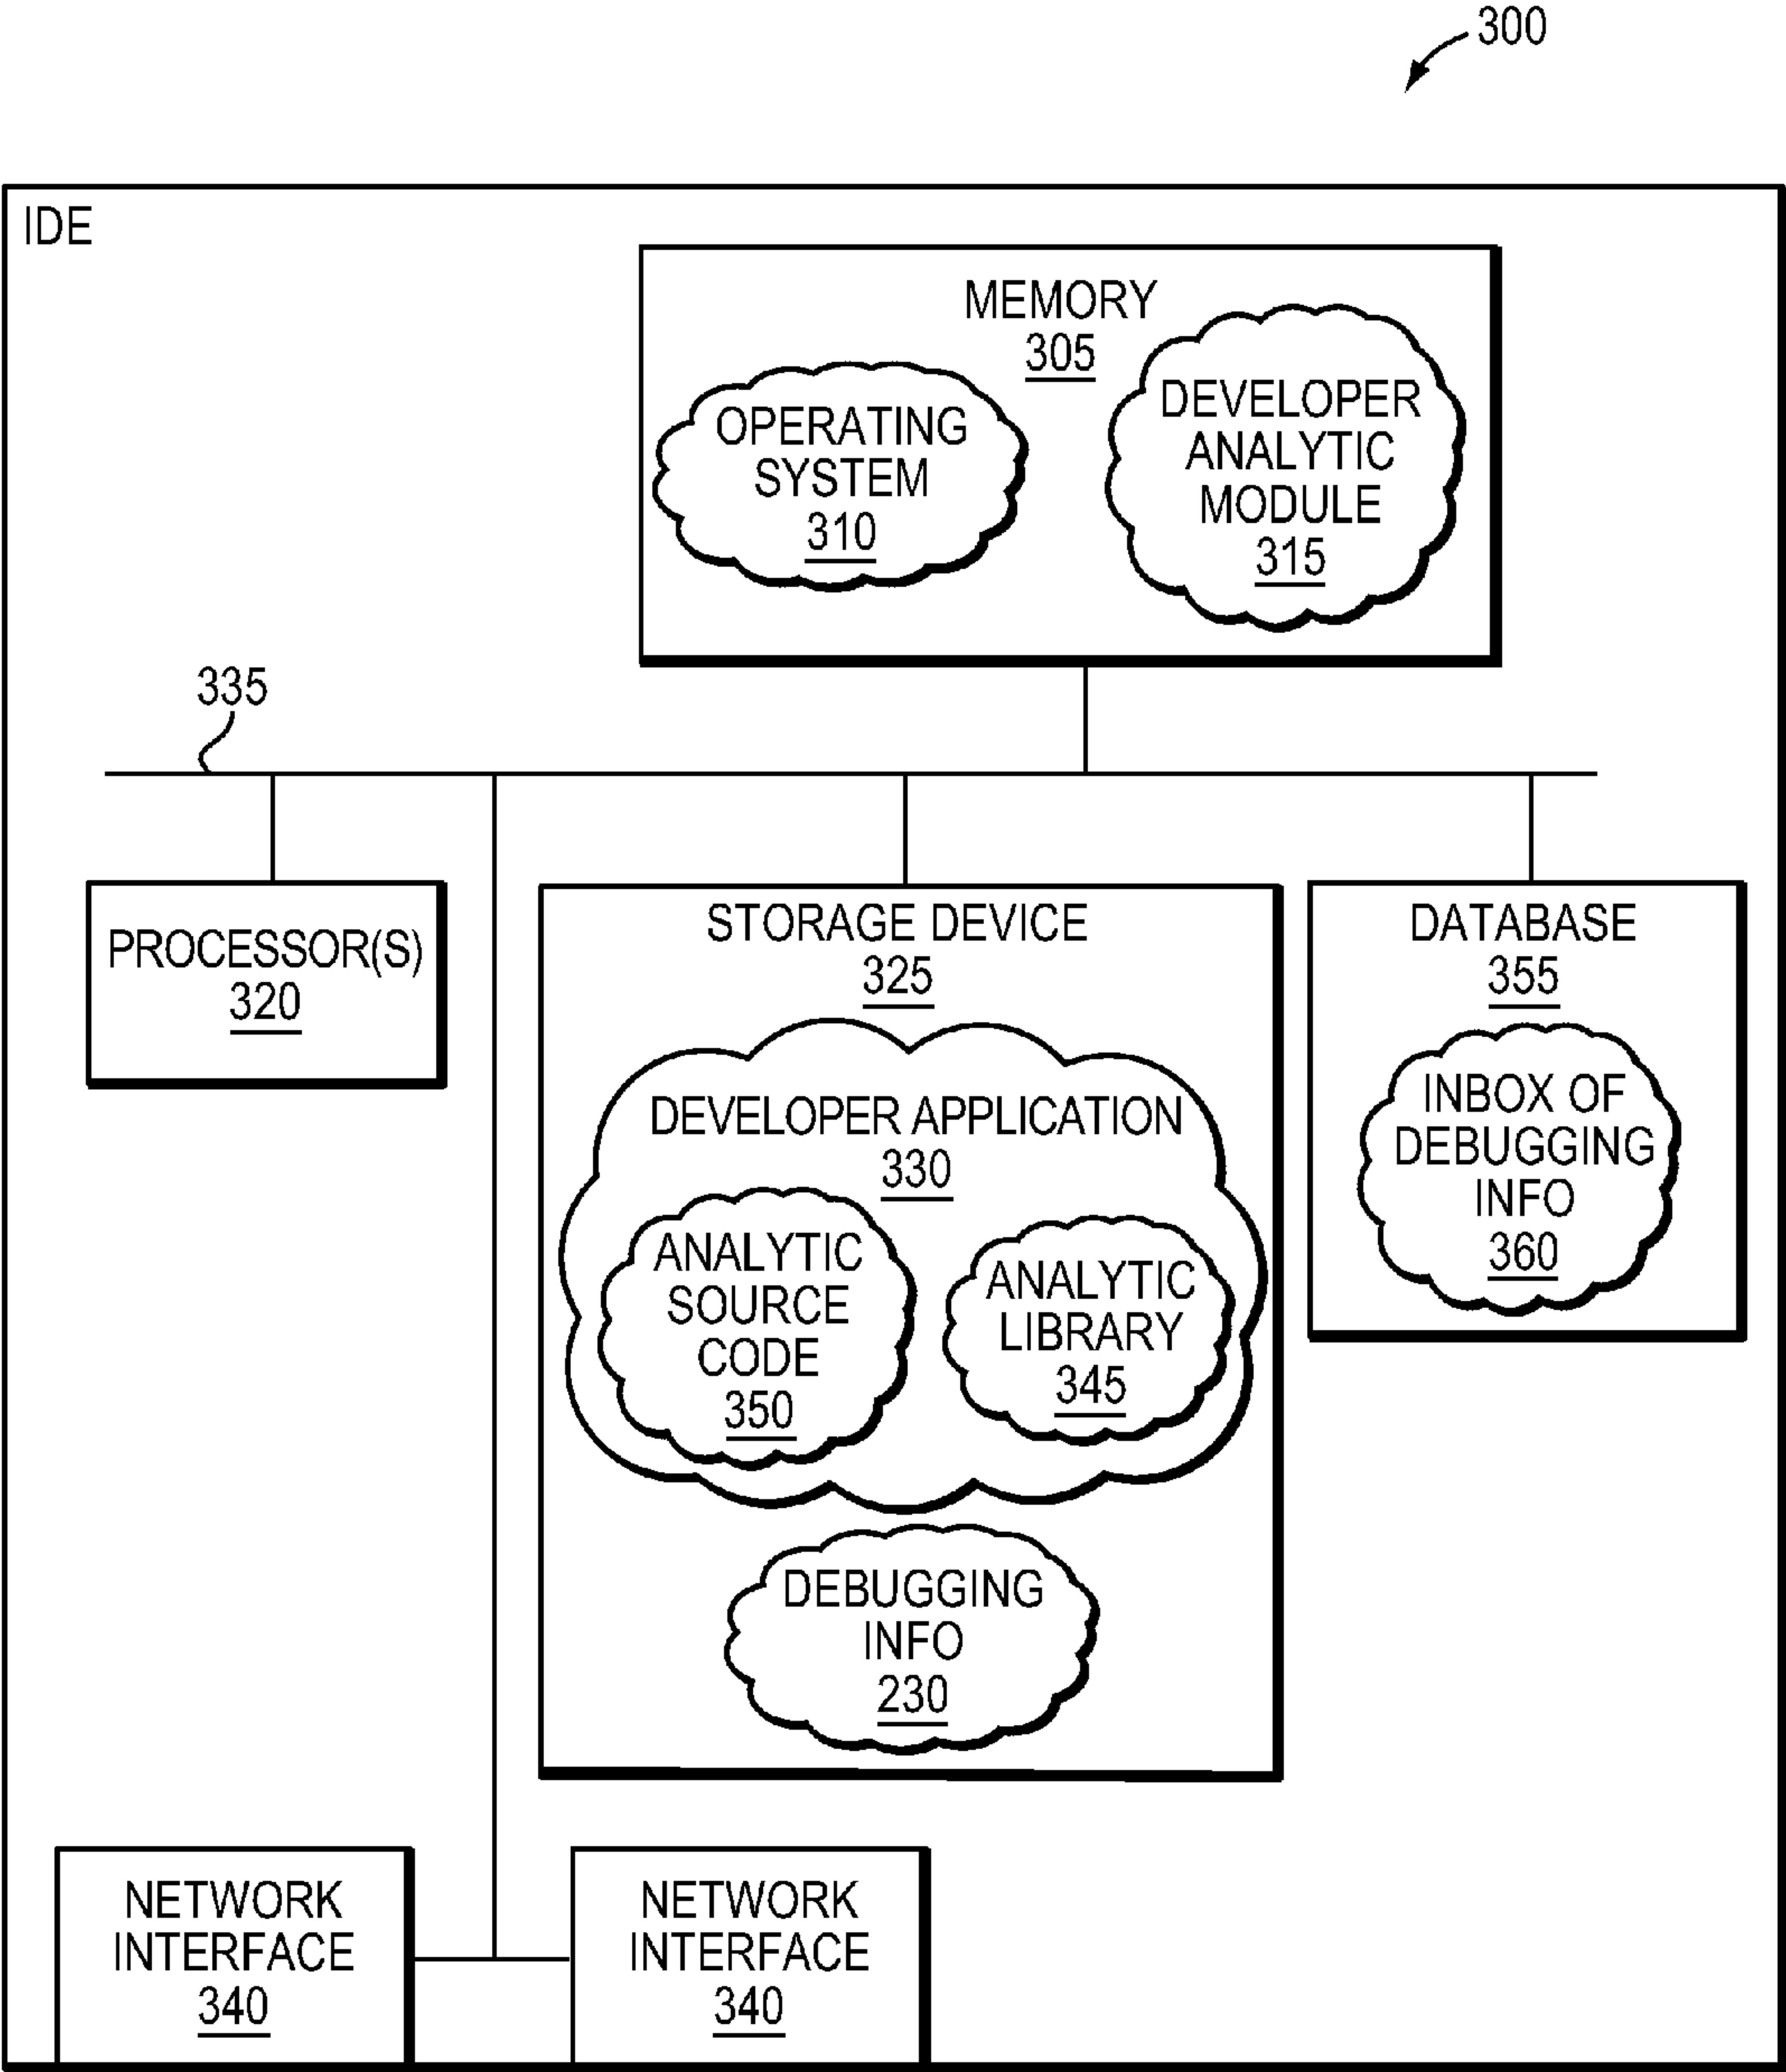 300
IDE
MEMORY
305
OPERATING
SYSTEM
310
DEVELOPER
ANALYTIC
MODULE
315
335
PROCESSOR(S)
320
STORAGE DEVICE
325
DEVELOPER APPLICATION
330
ANALYTIC
SOURCE
CODE
350
ANALYTIC
LIBRARY
345
DEBUGGING
INFO
230
DATABASE
355
INBOX OF
DEBUGGING
INFO
360
NETWORK
INTERFACE
340
NETWORK
INTERFACE
340